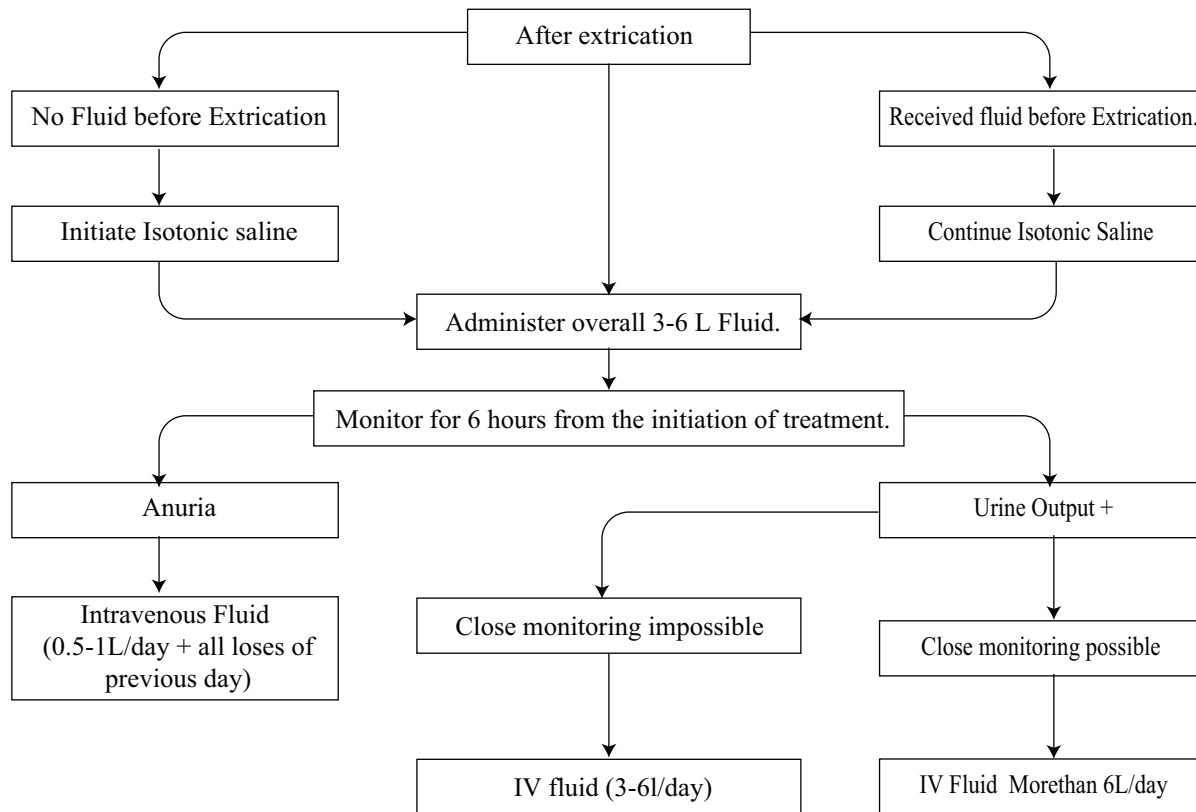 After extrication
No Fluid before Extrication
Received fluid before Extrication.
Initiate Isotonic saline
Continue Isotonic Saline
Administer overall 3-6 L Fluid.
Monitor for 6 hours from the initiation of treatment.
Anuria
Urine Output +
Intravenous Fluid
(0.5-1L/day + all loses of
previous day)
Close monitoring impossible
Close monitoring possible
IV fluid (3-6l/day)
IV Fluid Morethan 6L/day